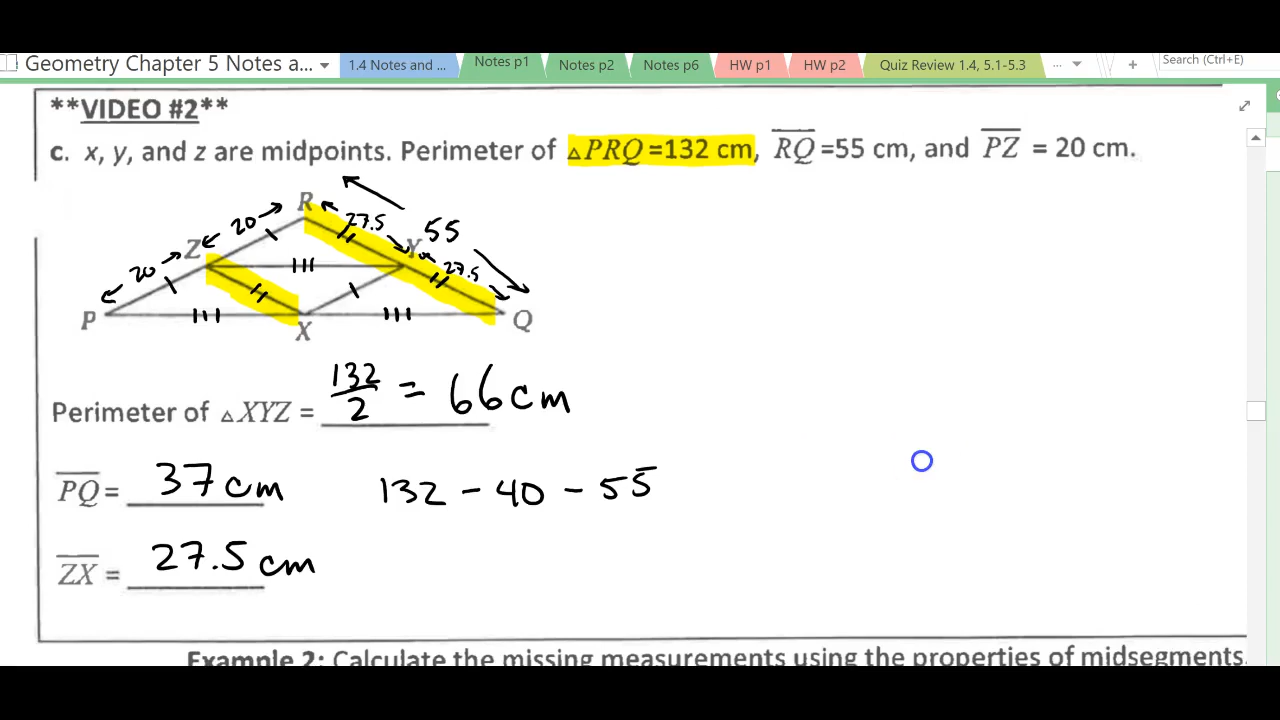 Geometry Chapter 5 Notes a...
1.4 Notes and ...
Notes p1
Notes p2
Notes p6
HW p1
HW p2
Quiz Review 1.4, 5.1-5.3
...
+
Search (Ctrl+E)
**VIDEO #2**
c. x, y, and z are midpoints. Perimeter of △PRQ =132 cm, RQ =55 cm, and PZ = 20 cm.
R
20
27.5
55
Z
Y
20
27.5
P
X
Q
Perimeter of △XYZ = 132/2 = 66 cm
PQ = 37 cm 132 - 40 - 55
ZX = 27.5 cm
Example 2: Calculate the missing measurements using the properties of midsegments.